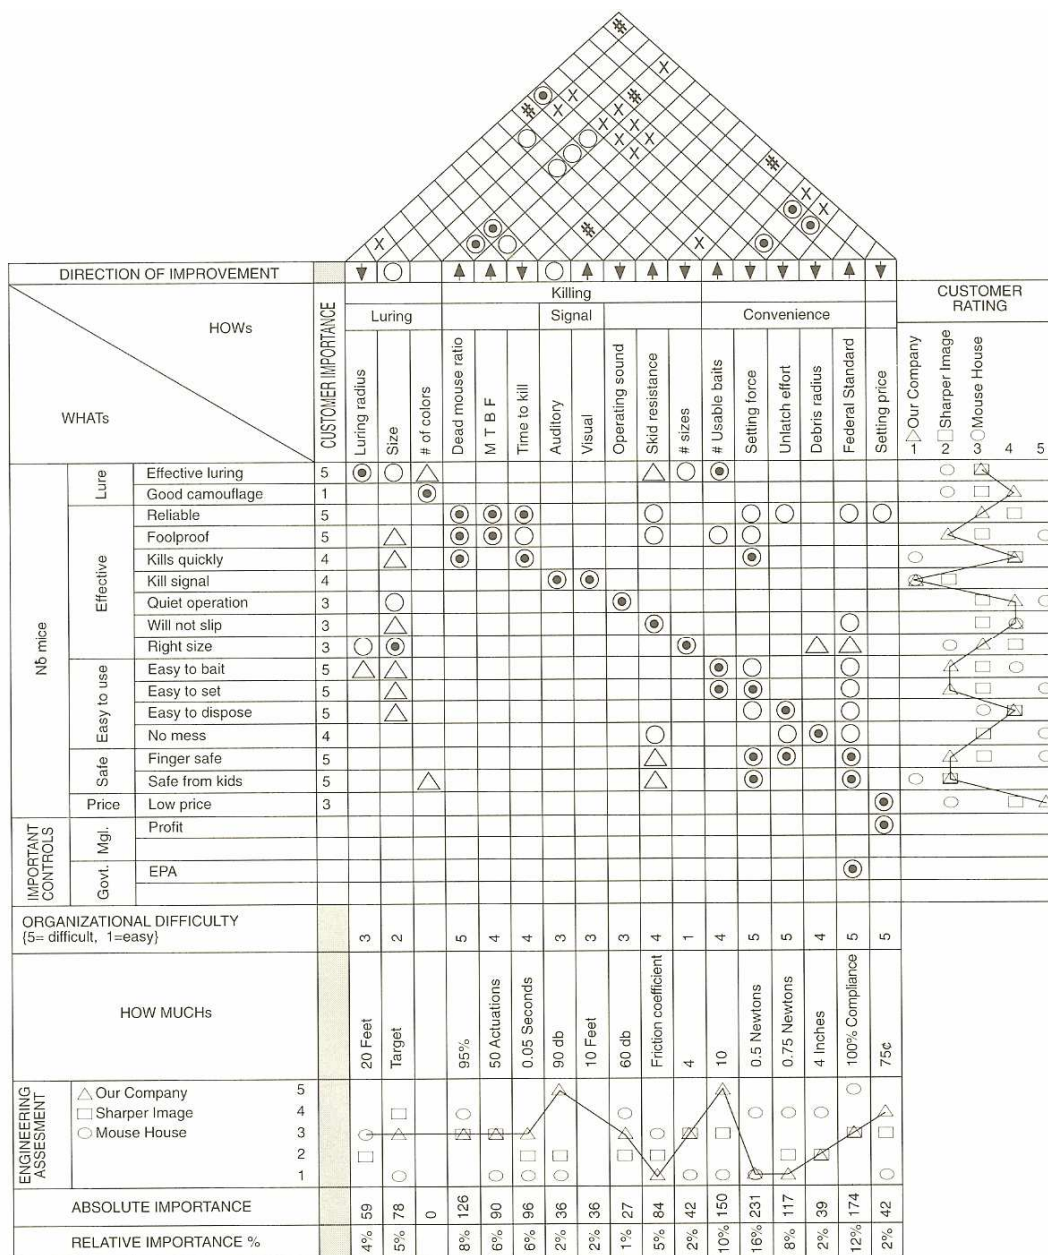 DIRECTION OF IMPROVEMENT
HOWs
WHATs
CUSTOMER IMPORTANCE
Killing
Luring
Signal
Convenience
Luring radius
Size
# of colors
Dead mouse ratio
M T B F
Time to kill
Auditory
Visual
Operating sound
Skid resistance
# sizes
# Usable baits
Setting force
Unlatch effort
Debris radius
Federal Standard
Setting price
CUSTOMER
RATING
Our Company
Sharper Image
Mouse House
1 2 3 4 5
Nδ mice
Lure
Effective luring 5
Good camouflage 1
Effective
Reliable 5
Foolproof 5
Kills quickly 4
Kill signal 4
Quiet operation 3
Will not slip 3
Right size 3
Easy to use
Easy to bait 5
Easy to set 5
Easy to dispose 5
No mess 4
Safe
Finger safe 5
Safe from kids 5
Price
Low price 3
IMPORTANT
CONTROLS
Mgl.
Profit
Govt.
EPA
ORGANIZATIONAL DIFFICULTY
{5= difficult, 1=easy}
3 2 5 4 4 3 3 3 4 1 4 5 5 4 5 5
HOW MUCHs
20 Feet
Target
95%
50 Actuations
0.05 Seconds
90 db
10 Feet
60 db
Friction coefficient
4
10
0.5 Newtons
0.75 Newtons
4 Inches
100% Compliance
75¢
ENGINEERING
ASSESMENT
Our Company
Sharper Image
Mouse House
5
4
3
2
1
ABSOLUTE IMPORTANCE
59 78 0 126 90 96 36 36 27 84 42 150 231 117 39 174 42
RELATIVE IMPORTANCE %
4% 5% 8% 6% 6% 2% 2% 1% 5% 2% 10% 16% 8% 2% 12% 2%